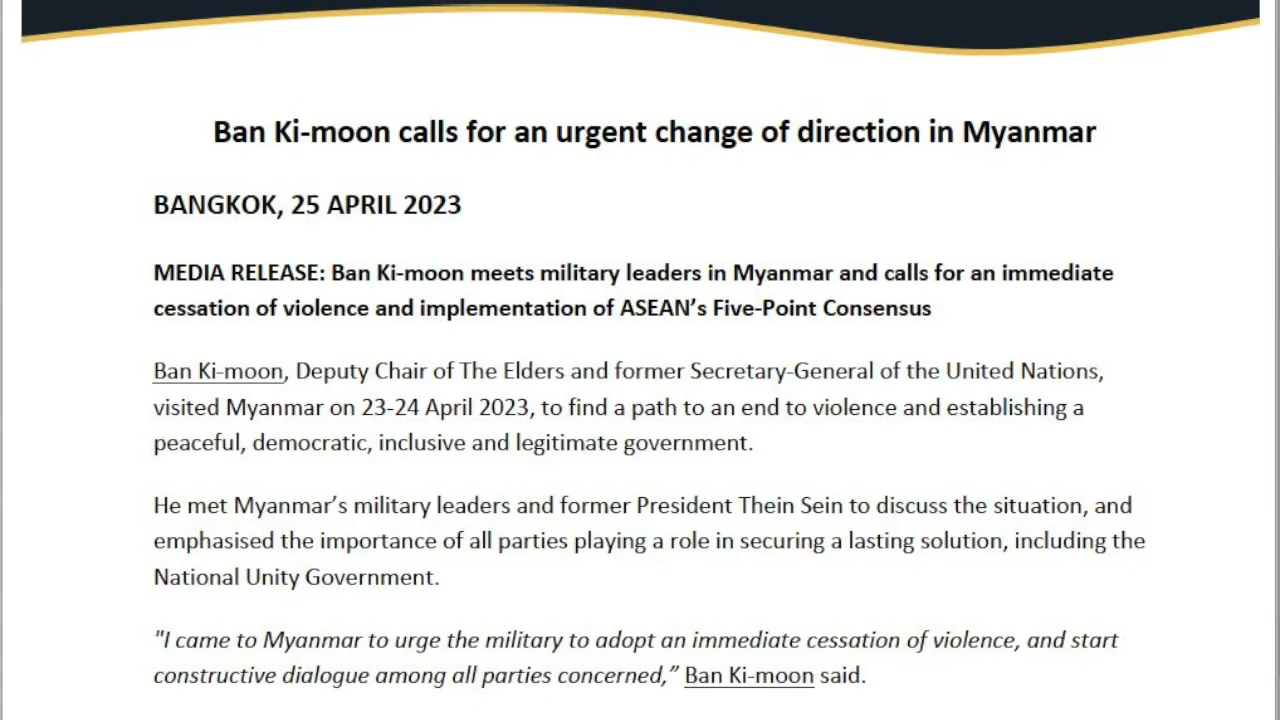 Ban Ki-moon calls for an urgent change of direction in Myanmar
BANGKOK, 25 APRIL 2023
MEDIA RELEASE: Ban Ki-moon meets military leaders in Myanmar and calls for an immediate
cessation of violence and implementation of ASEAN’s Five-Point Consensus
Ban Ki-moon, Deputy Chair of The Elders and former Secretary-General of the United Nations,
visited Myanmar on 23-24 April 2023, to find a path to an end to violence and establishing a
peaceful, democratic, inclusive and legitimate government.
He met Myanmar’s military leaders and former President Thein Sein to discuss the situation, and
emphasised the importance of all parties playing a role in securing a lasting solution, including the
National Unity Government.
"I came to Myanmar to urge the military to adopt an immediate cessation of violence, and start
constructive dialogue among all parties concerned,” Ban Ki-moon said.